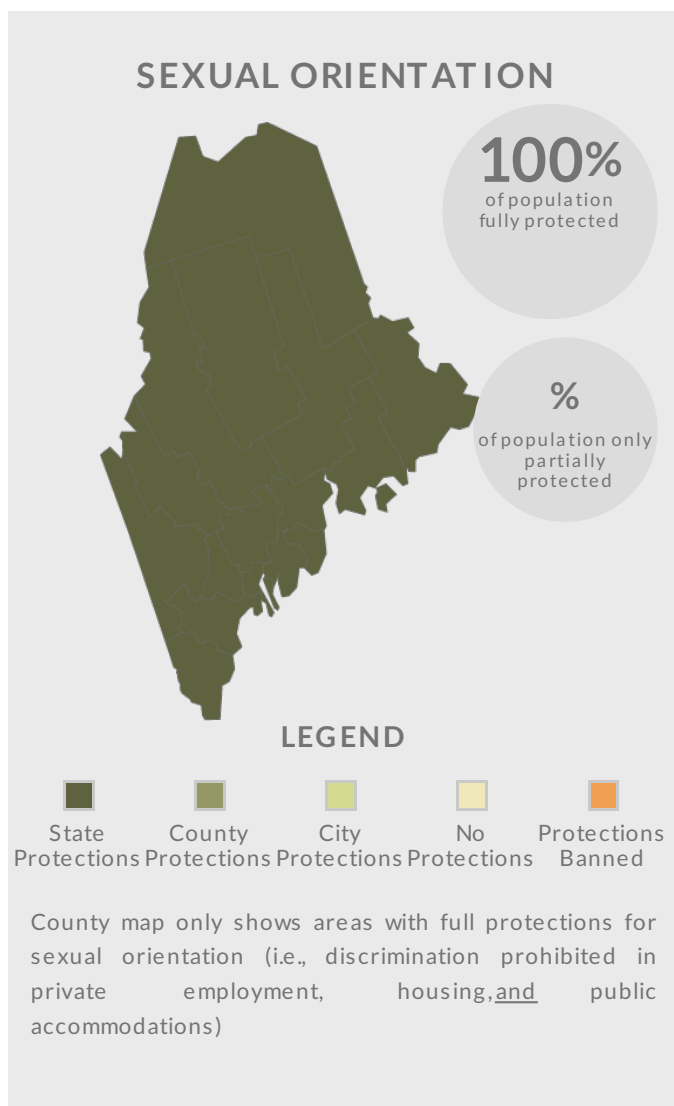 SEXUAL ORIENTATION
100%
of population
fully protected
%
of population only
partially
protected
LEGEND
State
Protections
County
Protections
City
Protections
No
Protections
Protections
Banned
County map only shows areas with full protections for
sexual orientation (i.e., discrimination prohibited in
private employment, housing, and public
accommodations)